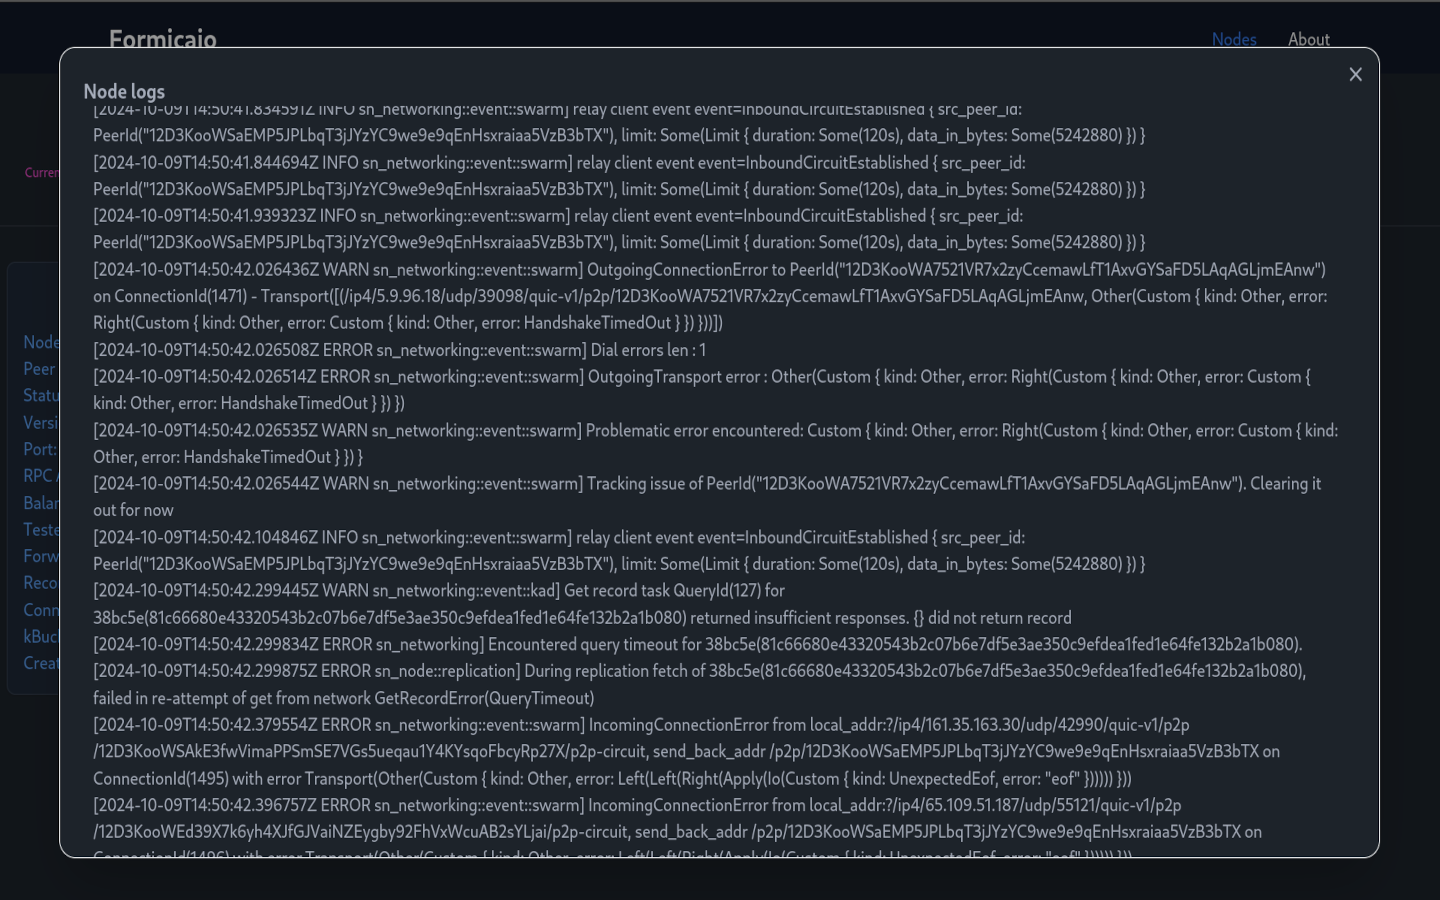 Formicaio
Nodes
About
Node logs
[2024-10-09T14:50:41.834591Z INFO sn_networking::event::swarm] relay client event event=InboundCircuitEstablished { src_peer_id:
PeerId("12D3KooWSaEMP5JPLbqT3jJYzYC9we9e9qEnHsxraiaa5VzB3bTX"), limit: Some(Limit { duration: Some(120s), data_in_bytes: Some(5242880) }) }
[2024-10-09T14:50:41.844694Z INFO sn_networking::event::swarm] relay client event event=InboundCircuitEstablished { src_peer_id:
PeerId("12D3KooWSaEMP5JPLbqT3jJYzYC9we9e9qEnHsxraiaa5VzB3bTX"), limit: Some(Limit { duration: Some(120s), data_in_bytes: Some(5242880) }) }
[2024-10-09T14:50:41.939323Z INFO sn_networking::event::swarm] relay client event event=InboundCircuitEstablished { src_peer_id:
PeerId("12D3KooWSaEMP5JPLbqT3jJYzYC9we9e9qEnHsxraiaa5VzB3bTX"), limit: Some(Limit { duration: Some(120s), data_in_bytes: Some(5242880) }) }
[2024-10-09T14:50:42.026436Z WARN sn_networking::event::swarm] OutgoingConnectionError to PeerId("12D3KooWA7521VR7x2zyCcemawLfT1AxvGYSaFD5LAqAGLjmEAnw")
on ConnectionId(1471) - Transport([(/ip4/5.9.96.18/udp/39098/quic-v1/p2p/12D3KooWA7521VR7x2zyCcemawLfT1AxvGYSaFD5LAqAGLjmEAnw, Other(Custom { kind: Other, error:
Right(Custom { kind: Other, error: Custom { kind: Other, error: HandshakeTimedOut } }) }))])
[2024-10-09T14:50:42.026508Z ERROR sn_networking::event::swarm] Dial errors len : 1
[2024-10-09T14:50:42.026514Z ERROR sn_networking::event::swarm] OutgoingTransport error : Other(Custom { kind: Other, error: Right(Custom { kind: Other, error: Custom {
kind: Other, error: HandshakeTimedOut } }) })
[2024-10-09T14:50:42.026535Z WARN sn_networking::event::swarm] Problematic error encountered: Custom { kind: Other, error: Right(Custom { kind: Other, error: Custom { kind:
Other, error: HandshakeTimedOut } }) }
[2024-10-09T14:50:42.026544Z WARN sn_networking::event::swarm] Tracking issue of PeerId("12D3KooWA7521VR7x2zyCcemawLfT1AxvGYSaFD5LAqAGLjmEAnw"). Clearing it
out for now
[2024-10-09T14:50:42.104846Z INFO sn_networking::event::swarm] relay client event event=InboundCircuitEstablished { src_peer_id:
PeerId("12D3KooWSaEMP5JPLbqT3jJYzYC9we9e9qEnHsxraiaa5VzB3bTX"), limit: Some(Limit { duration: Some(120s), data_in_bytes: Some(5242880) }) }
[2024-10-09T14:50:42.299445Z WARN sn_networking::event::kad] Get record task QueryId(127) for
38bc5e(81c66680e43320543b2c07b6e7df5e3ae350c9efdea1fed1e64fe132b2a1b080) returned insufficient responses. {} did not return record
[2024-10-09T14:50:42.299834Z ERROR sn_networking] Encountered query timeout for 38bc5e(81c66680e43320543b2c07b6e7df5e3ae350c9efdea1fed1e64fe132b2a1b080).
[2024-10-09T14:50:42.299875Z ERROR sn_node::replication] During replication fetch of 38bc5e(81c66680e43320543b2c07b6e7df5e3ae350c9efdea1fed1e64fe132b2a1b080),
failed in re-attempt of get from network GetRecordError(QueryTimeout)
[2024-10-09T14:50:42.379554Z ERROR sn_networking::event::swarm] IncomingConnectionError from local_addr:?/ip4/161.35.163.30/udp/42990/quic-v1/p2p
/12D3KooWSAkE3fwVimaPPSmSE7VGs5ueqau1Y4KYsqoFbcyRp27X/p2p-circuit, send_back_addr /p2p/12D3KooWSaEMP5JPLbqT3jJYzYC9we9e9qEnHsxraiaa5VzB3bTX on
ConnectionId(1495) with error Transport(Other(Custom { kind: Other, error: Left(Left(Right(Apply(Io(Custom { kind: UnexpectedEof, error: "eof" }))))) }))
[2024-10-09T14:50:42.396757Z ERROR sn_networking::event::swarm] IncomingConnectionError from local_addr:?/ip4/65.109.51.187/udp/55121/quic-v1/p2p
/12D3KooWEd39X7k6yh4XJfGJVaiNZEygby92FhVxWcuAB2sYLjai/p2p-circuit, send_back_addr /p2p/12D3KooWSaEMP5JPLbqT3jJYzYC9we9e9qEnHsxraiaa5VzB3bTX on
ConnectionId(1496) with error Transport(Other(Custom { kind: Other, error: Left(Left(Right(Apply(Io(Custom { kind: UnexpectedEof, error: "eof" }))))) }))
Curren
Node
Peer
Statu
Versi
Port:
RPC
Balan
Teste
Forw
Reco
Conn
kBuc
Creat